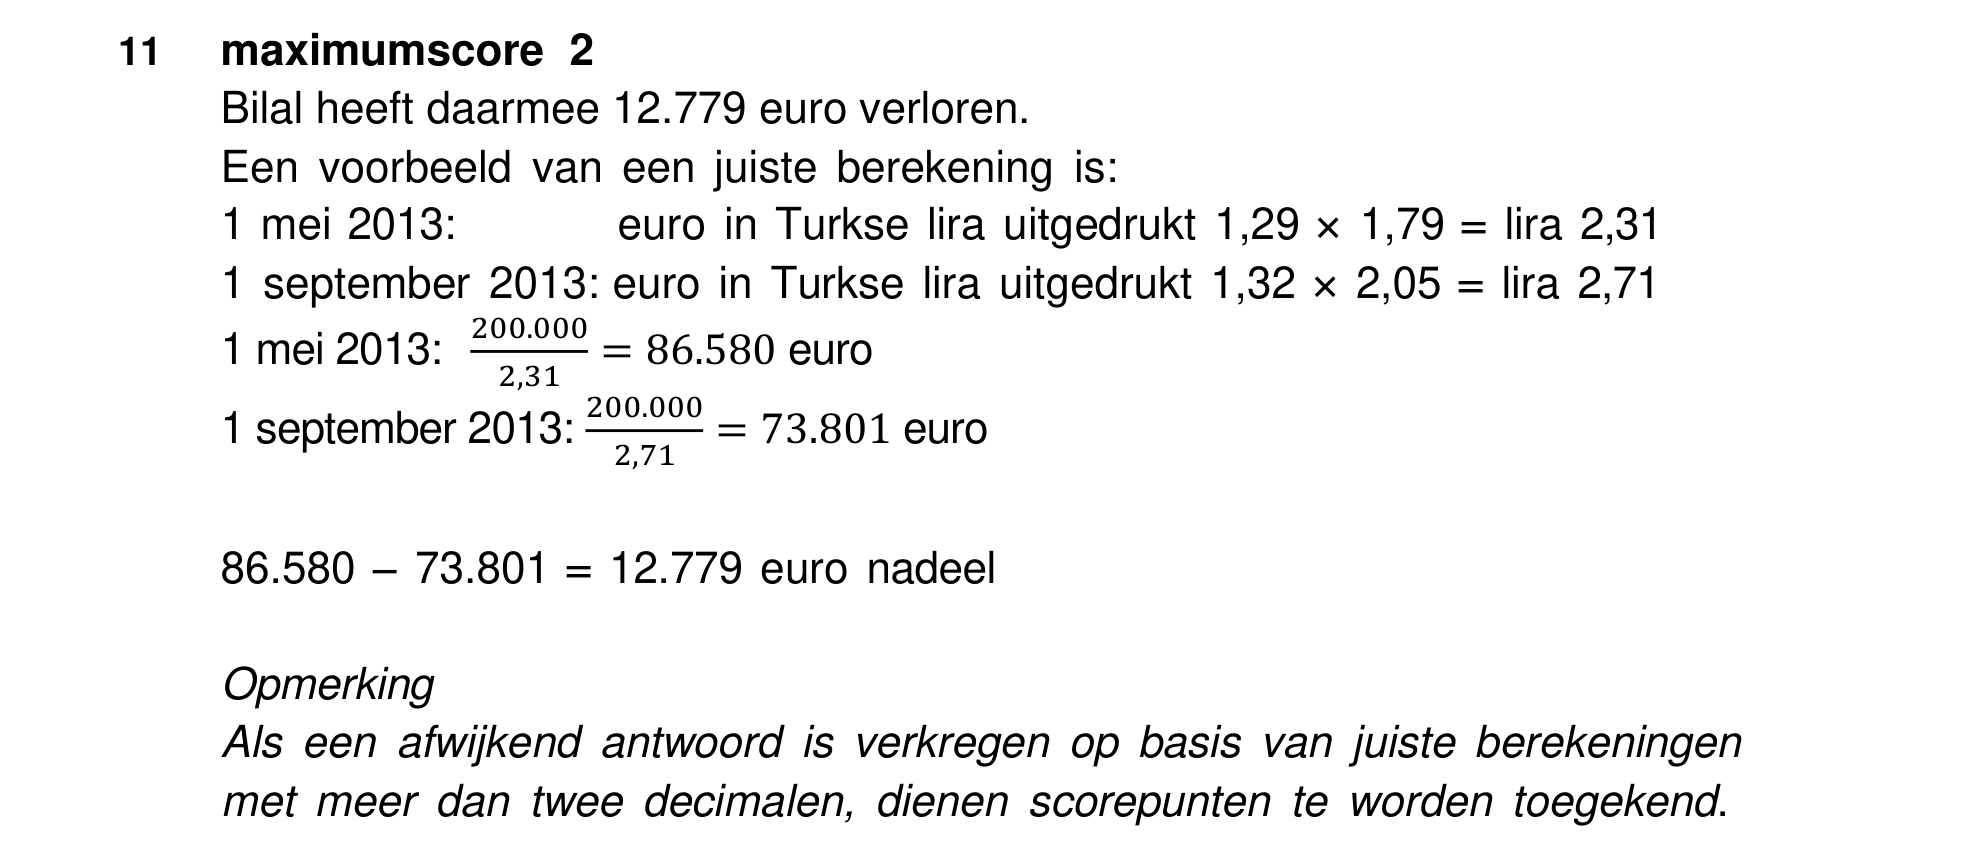 11 maximumscore 2
Bilal heeft daarmee 12.779 euro verloren.
Een voorbeeld van een juiste berekening is:
1 mei 2013: euro in Turkse lira uitgedrukt 1,29 × 1,79 = lira 2,31
1 september 2013: euro in Turkse lira uitgedrukt 1,32 × 2,05 = lira 2,71
1 mei 2013: 200.000/2,31 = 86.580 euro
1 september 2013: 200.000/2,71 = 73.801 euro
86.580 – 73.801 = 12.779 euro nadeel
Opmerking
Als een afwijkend antwoord is verkregen op basis van juiste berekeningen
met meer dan twee decimalen, dienen scorepunten te worden toegekend.